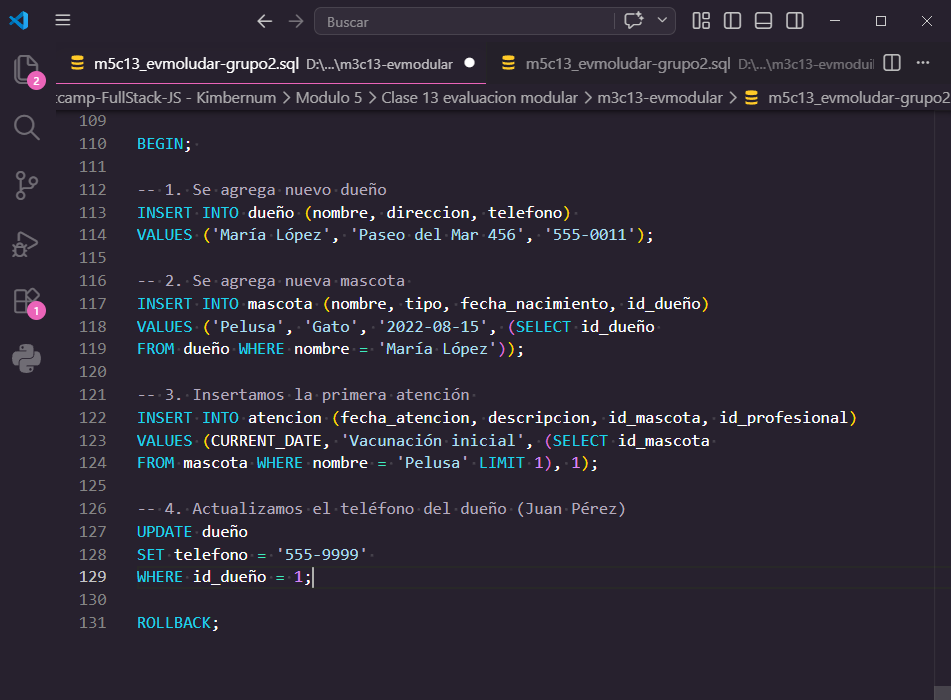 Buscar
m5c13_evmoludar-grupo2.sql D:\...\m3c13-evmodular
m5c13_evmoludar-grupo2.sql D:\...\m3c13-evmodul
2
camp-FullStack-JS - Kimbernum > Modulo 5 > Clase 13 evaluacion modular > m3c13-evmodular > m5c13_evmoludar-grupo2
109
110 BEGIN;
111
112 -- 1. Se agrega nuevo dueño
113 INSERT INTO dueño (nombre, direccion, telefono)
114 VALUES ('María López', 'Paseo del Mar 456', '555-0011');
115
116 -- 2. Se agrega nueva mascota
117 INSERT INTO mascota (nombre, tipo, fecha_nacimiento, id_dueño)
118 VALUES ('Pelusa', 'Gato', '2022-08-15', (SELECT id_dueño
119 FROM dueño WHERE nombre = 'María López'));
120
121 -- 3. Insertamos la primera atención
122 INSERT INTO atencion (fecha_atencion, descripcion, id_mascota, id_profesional)
123 VALUES (CURRENT_DATE, 'Vacunación inicial', (SELECT id_mascota
124 FROM mascota WHERE nombre = 'Pelusa' LIMIT 1), 1);
125
126 -- 4. Actualizamos el teléfono del dueño (Juan Pérez)
127 UPDATE dueño
128 SET telefono = '555-9999'
129 WHERE id_dueño = 1;
130
131 ROLLBACK;
1